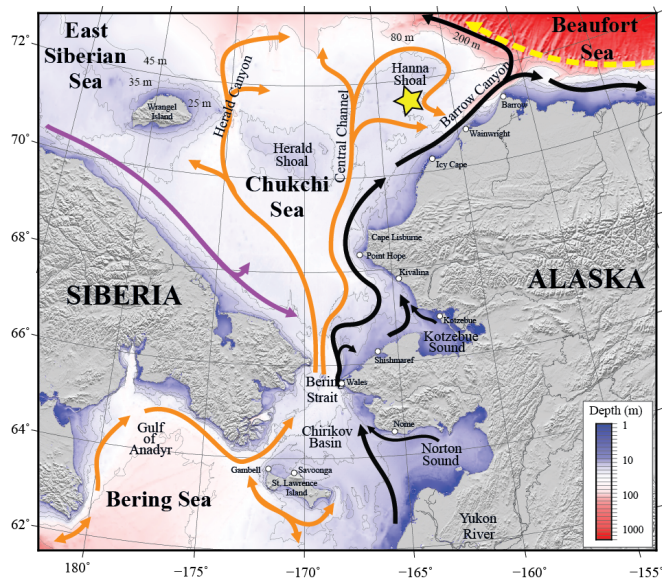 72°
70°
68°
66°
64°
62°
East
Siberian
Sea
45 m
35 m
25 m
Wrangel
Island
Herald Canyon
Herald
Shoal
Chukchi
Sea
Central Channel
80 m
Hanna
Shoal
200 m
Beaufort
Sea
Barrow Canyon
Barrow
Wainwright
Icy Cape
Cape Lisburne
Point Hope
Kivalina
ALASKA
SIBERIA
Kotzebue
Kotzebue
Sound
Shishmaref
Bering
Strait
Wales
Chirikov
Basin
Nome
Norton
Sound
Gulf
of
Anadyr
Gambell
Savoonga
St. Lawrence
Island
Bering Sea
Yukon
River
Depth (m)
1
10
100
1000
180°
−175°
−170°
−165°
−160°
−154°